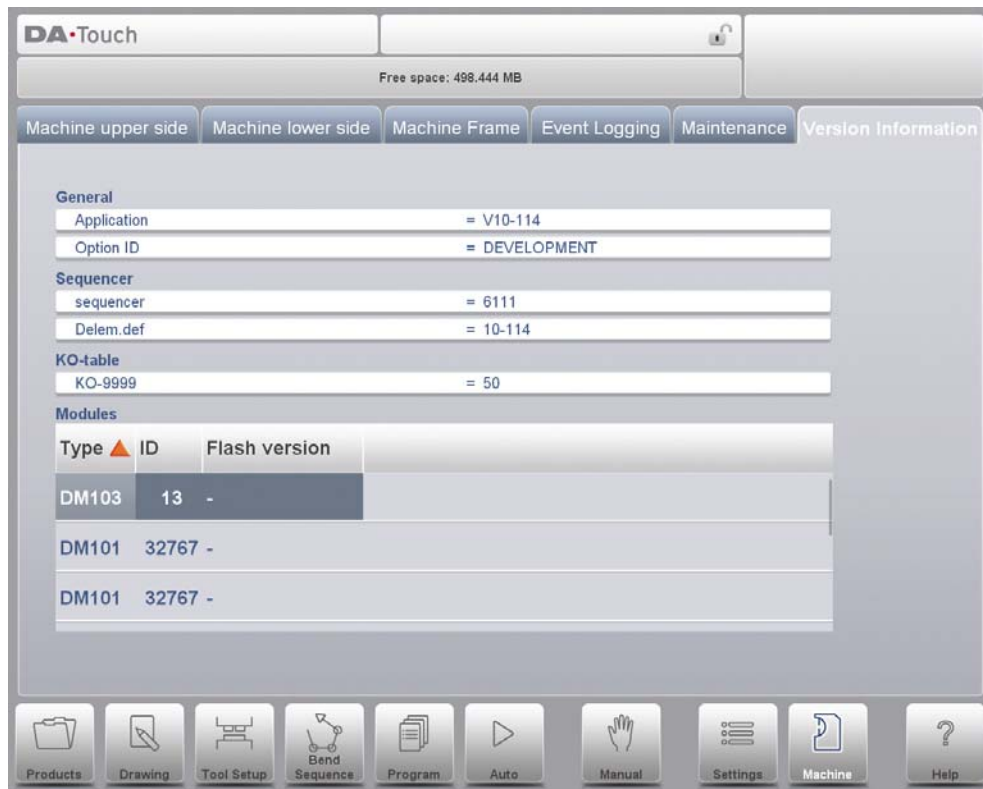 DA•Touch
Free space: 498.444 MB
Machine upper side Machine lower side Machine Frame Event Logging Maintenance Version Information
General
Application = V10-114
Option ID = DEVELOPMENT
Sequencer
sequencer = 6111
Delem.def = 10-114
KO-table
KO-9999 = 50
Modules
Type ID Flash version
DM103 13 -
DM101 32767 -
DM101 32767 -
Products Drawing Tool Setup Bend Sequence Program Auto Manual Settings Machine ? Help